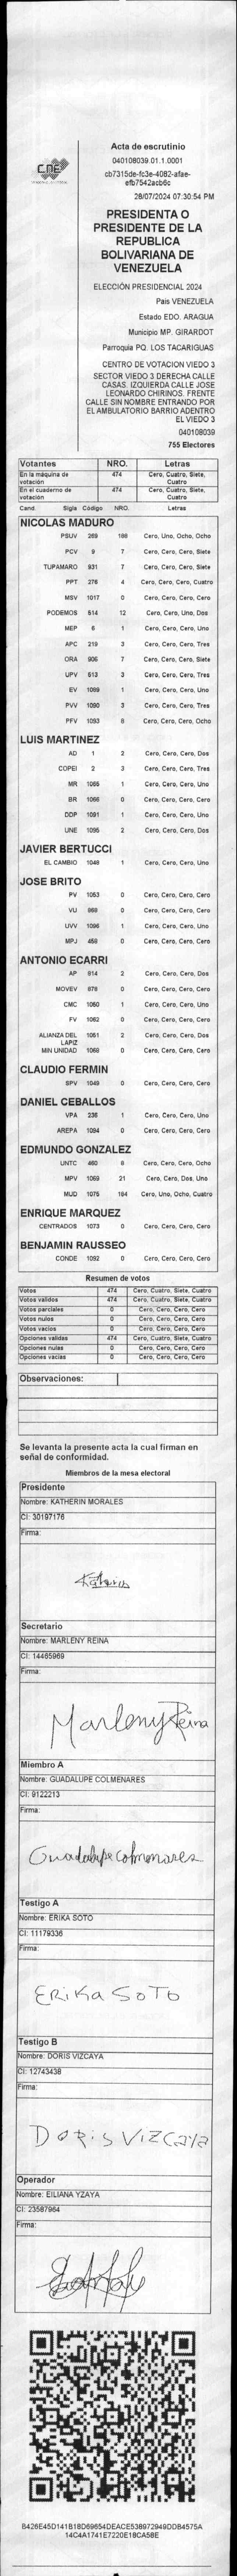 CNE
Acta de escrutinio
040108039.01.1.0001
cb7315de-fc3e-4082-afae-
efb7542acb6c
28/07/2024 07:30:54 PM
PRESIDENTA O
PRESIDENTE DE LA
REPUBLICA
BOLIVARIANA DE
VENEZUELA
ELECCIÓN PRESIDENCIAL 2024
Pais VENEZUELA
Estado EDO. ARAGUA
Municipio MP. GIRARDOT
Parroquia PQ. LOS TACARIGUAS
CENTRO DE VOTACION VIEDO 3
SECTOR VIEDO 3 DERECHA CALLE
CASAS. IZQUIERDA CALLE JOSE
LEONARDO CHIRINOS. FRENTE
CALLE SIN NOMBRE ENTRANDO POR
EL AMBULATORIO BARRIO ADENTRO
EL VIEDO 3
040108039
755 Electores
Votantes NRO. Letras
En la máquina de votación 474 Cero, Cuatro, Siete, Cuatro
En el cuaderno de votación 474 Cero, Cuatro, Siete, Cuatro
Cand. Sigla Código NRO. Letras
NICOLAS MADURO
PSUV 269 188 Cero, Uno, Ocho, Ocho
PCV 9 7 Cero, Cero, Cero, Siete
TUPAMARO 931 7 Cero, Cero, Cero, Siete
PPT 276 4 Cero, Cero, Cero, Cuatro
MSV 1017 0 Cero, Cero, Cero, Cero
PODEMOS 514 12 Cero, Cero, Uno, Dos
MEP 6 1 Cero, Cero, Cero, Uno
APC 219 3 Cero, Cero, Cero, Tres
ORA 906 7 Cero, Cero, Cero, Siete
UPV 513 3 Cero, Cero, Cero, Tres
EV 1089 1 Cero, Cero, Cero, Uno
PVV 1090 3 Cero, Cero, Cero, Tres
PFV 1093 8 Cero, Cero, Cero, Ocho
LUIS MARTINEZ
AD 1 2 Cero, Cero, Cero, Dos
COPEI 2 3 Cero, Cero, Cero, Tres
MR 1065 1 Cero, Cero, Cero, Uno
BR 1066 0 Cero, Cero, Cero, Cero
DDP 1091 1 Cero, Cero, Cero, Uno
UNE 1095 2 Cero, Cero, Cero, Dos
JAVIER BERTUCCI
EL CAMBIO 1048 1 Cero, Cero, Cero, Uno
JOSE BRITO
PV 1053 0 Cero, Cero, Cero, Cero
VU 968 0 Cero, Cero, Cero, Cero
UVV 1096 1 Cero, Cero, Cero, Uno
MPJ 458 0 Cero, Cero, Cero, Cero
ANTONIO ECARRI
AP 914 2 Cero, Cero, Cero, Dos
MOVEV 878 0 Cero, Cero, Cero, Cero
CMC 1060 1 Cero, Cero, Cero, Uno
FV 1062 0 Cero, Cero, Cero, Cero
ALIANZA DEL LAPIZ 1051 2 Cero, Cero, Cero, Dos
MIN UNIDAD 1069 0 Cero, Cero, Cero, Cero
CLAUDIO FERMIN
SPV 1049 0 Cero, Cero, Cero, Cero
DANIEL CEBALLOS
VPA 236 1 Cero, Cero, Cero, Uno
AREPA 1094 0 Cero, Cero, Cero, Cero
EDMUNDO GONZALEZ
UNTC 460 8 Cero, Cero, Cero, Ocho
MPV 1069 21 Cero, Cero, Dos, Uno
MUD 1075 184 Cero, Uno, Ocho, Cuatro
ENRIQUE MARQUEZ
CENTRADOS 1073 0 Cero, Cero, Cero, Cero
BENJAMIN RAUSSEO
CONDE 1092 0 Cero, Cero, Cero, Cero
Resumen de votos
Votos 474 Cero, Cuatro, Siete, Cuatro
Votos validos 474 Cero, Cuatro, Siete, Cuatro
Votos parciales 0 Cero, Cero, Cero, Cero
Votos nulos 0 Cero, Cero, Cero, Cero
Votos vacios 0 Cero, Cero, Cero, Cero
Opciones validas 474 Cero, Cuatro, Siete, Cuatro
Opciones nulas 0 Cero, Cero, Cero, Cero
Opciones vacias 0 Cero, Cero, Cero, Cero
Observaciones:
Se levanta la presente acta la cual firman en
señal de conformidad.
Miembros de la mesa electoral
Presidente
Nombre: KATHERIN MORALES
CI: 30197176
Firma:
Katherin
Secretario
Nombre: MARLENY REINA
CI: 14465969
Firma:
Marleny Reina
Miembro A
Nombre: GUADALUPE COLMENARES
CI: 9122213
Firma:
Guadalupe Colmenares
Testigo A
Nombre: ERIKA SOTO
CI: 11179336
Firma:
ERiKa SOTO
Testigo B
Nombre: DORIS VIZCAYA
CI: 12743438
Firma:
DORiS VIZCaYa
Operador
Nombre: EILIANA YZAYA
CI: 23587964
Firma:
B426E45D141B18D69654DEACE538972949DDB4575A
14C4A1741E7220E18CA58E